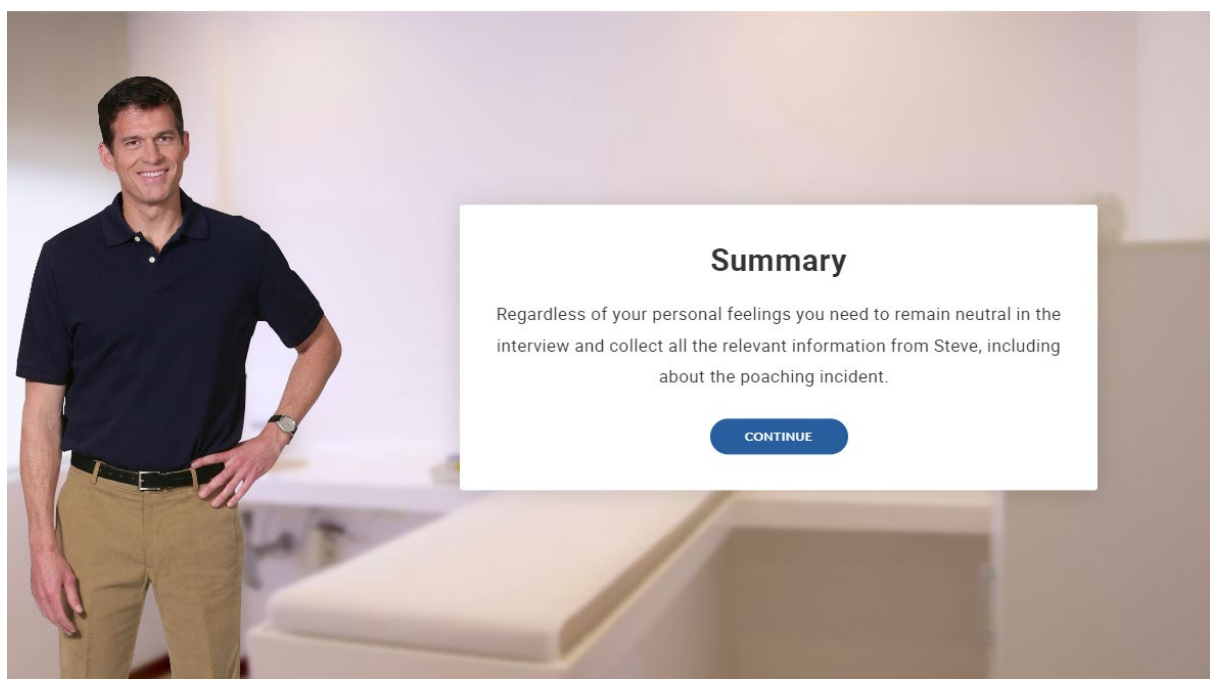 Summary
Regardless of your personal feelings you need to remain neutral in the
interview and collect all the relevant information from Steve, including
about the poaching incident.
CONTINUE